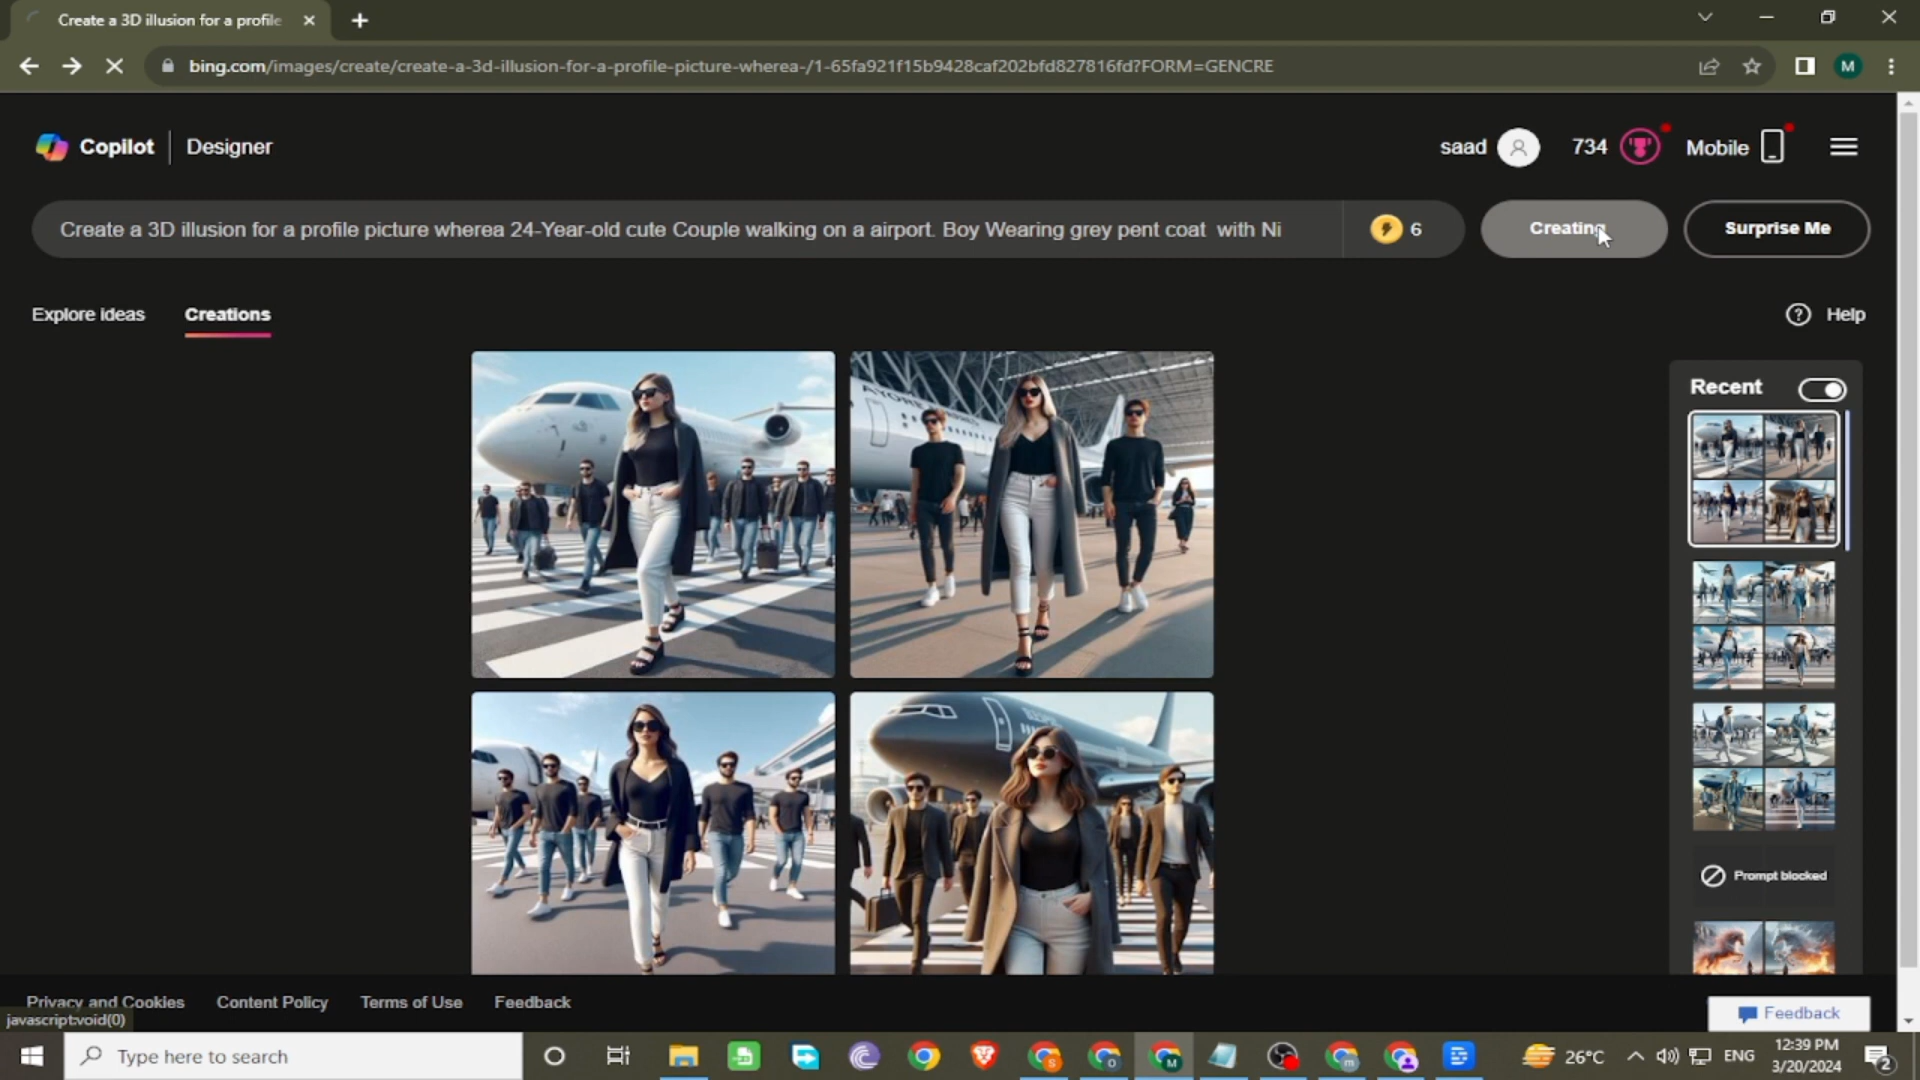 Create a 3D illusion for a profile
bing.com/images/create/create-a-3d-illusion-for-a-profile-picture-wherea-/1-65fa921f15b9428caf202bfd827816fd?FORM=GENCRE
M
Copilot | Designer
saad
734
Mobile
Create a 3D illusion for a profile picture wherea 24-Year-old cute Couple walking on a airport. Boy Wearing grey pent coat with Ni
6
Creating
Surprise Me
Explore ideas
Creations
Help
Recent
Prompt blocked
Privacy and Cookies
Content Policy
Terms of Use
Feedback
Feedback
javascript:void(0)
Type here to search
26°C
ENG
12:39 PM
3/20/2024
2